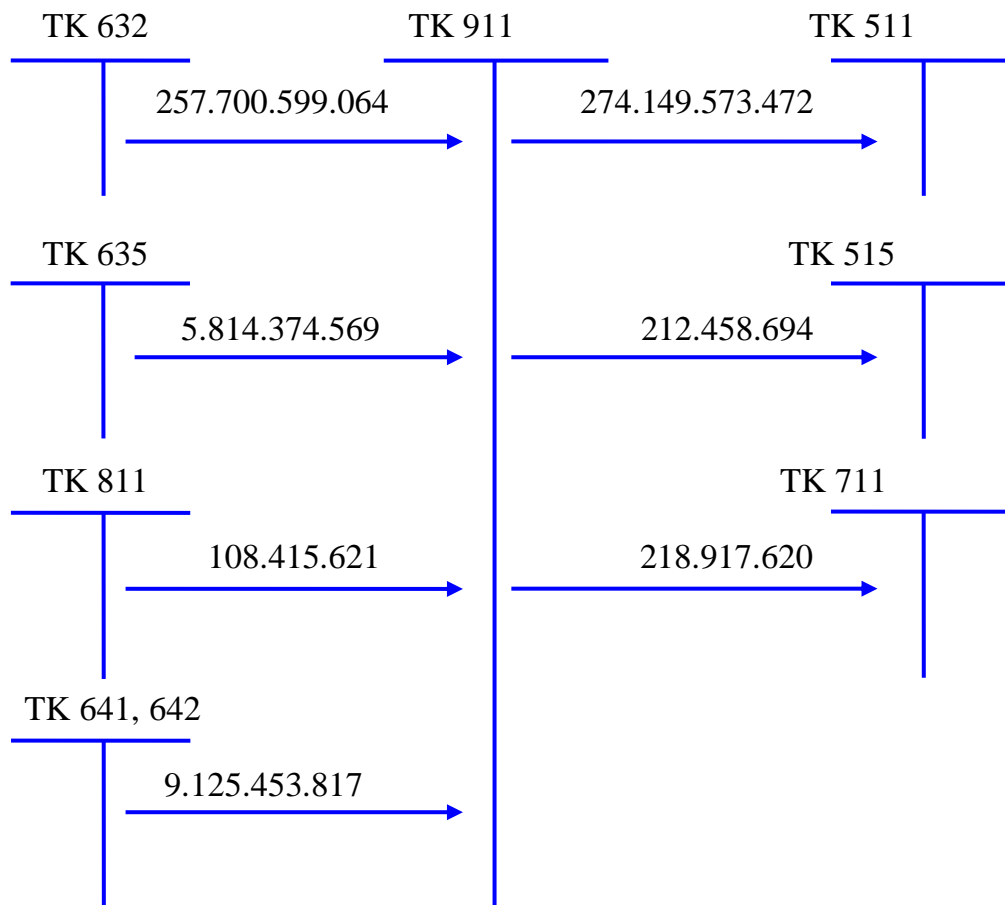 TK 632
TK 911
TK 511
257.700.599.064
274.149.573.472
TK 635
TK 515
5.814.374.569
212.458.694
TK 811
TK 711
108.415.621
218.917.620
TK 641, 642
9.125.453.817